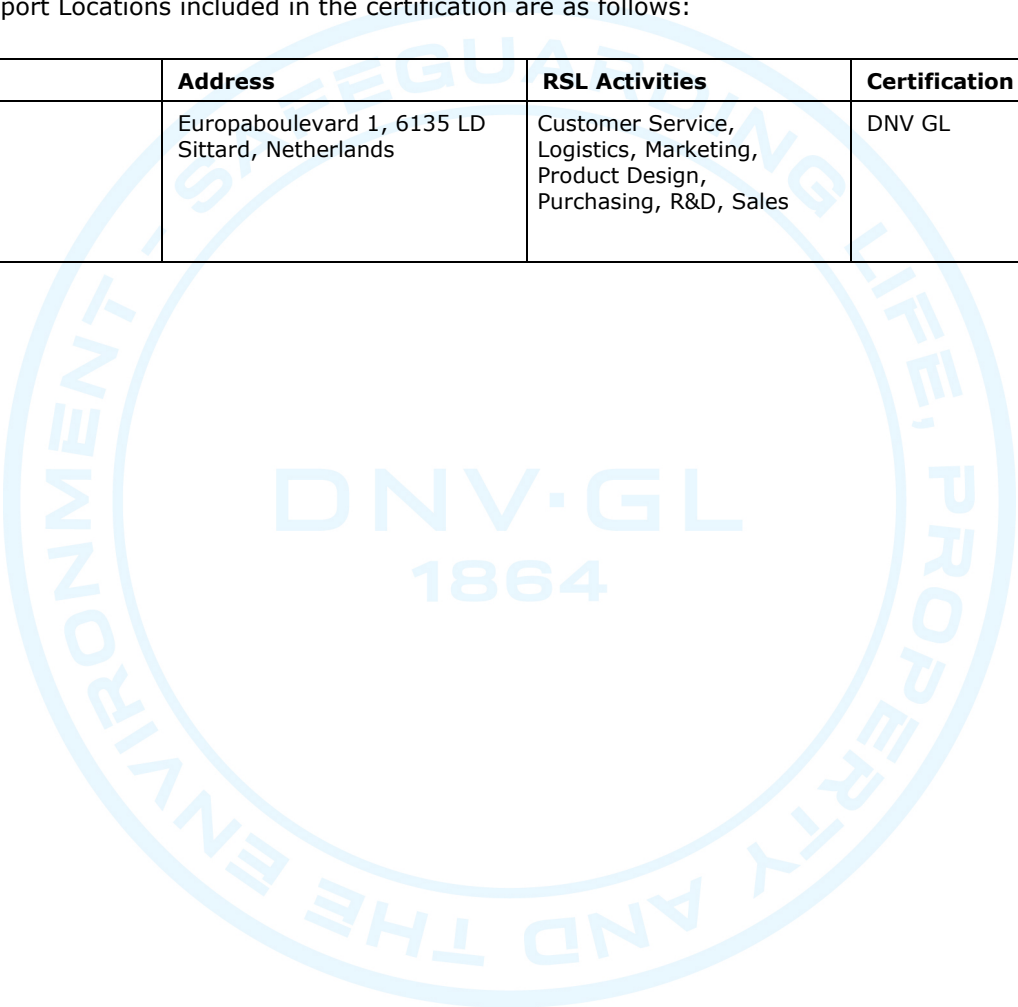 port Locations included in the certification are as follows:
Address
RSL Activities
Certification
Europaboulevard 1, 6135 LD
Sittard, Netherlands
Customer Service,
Logistics, Marketing,
Product Design,
Purchasing, R&D, Sales
DNV GL
SAFEGUARDING LIFE, PROPERTY AND THE ENVIRONMENT –
DNV·GL
1864